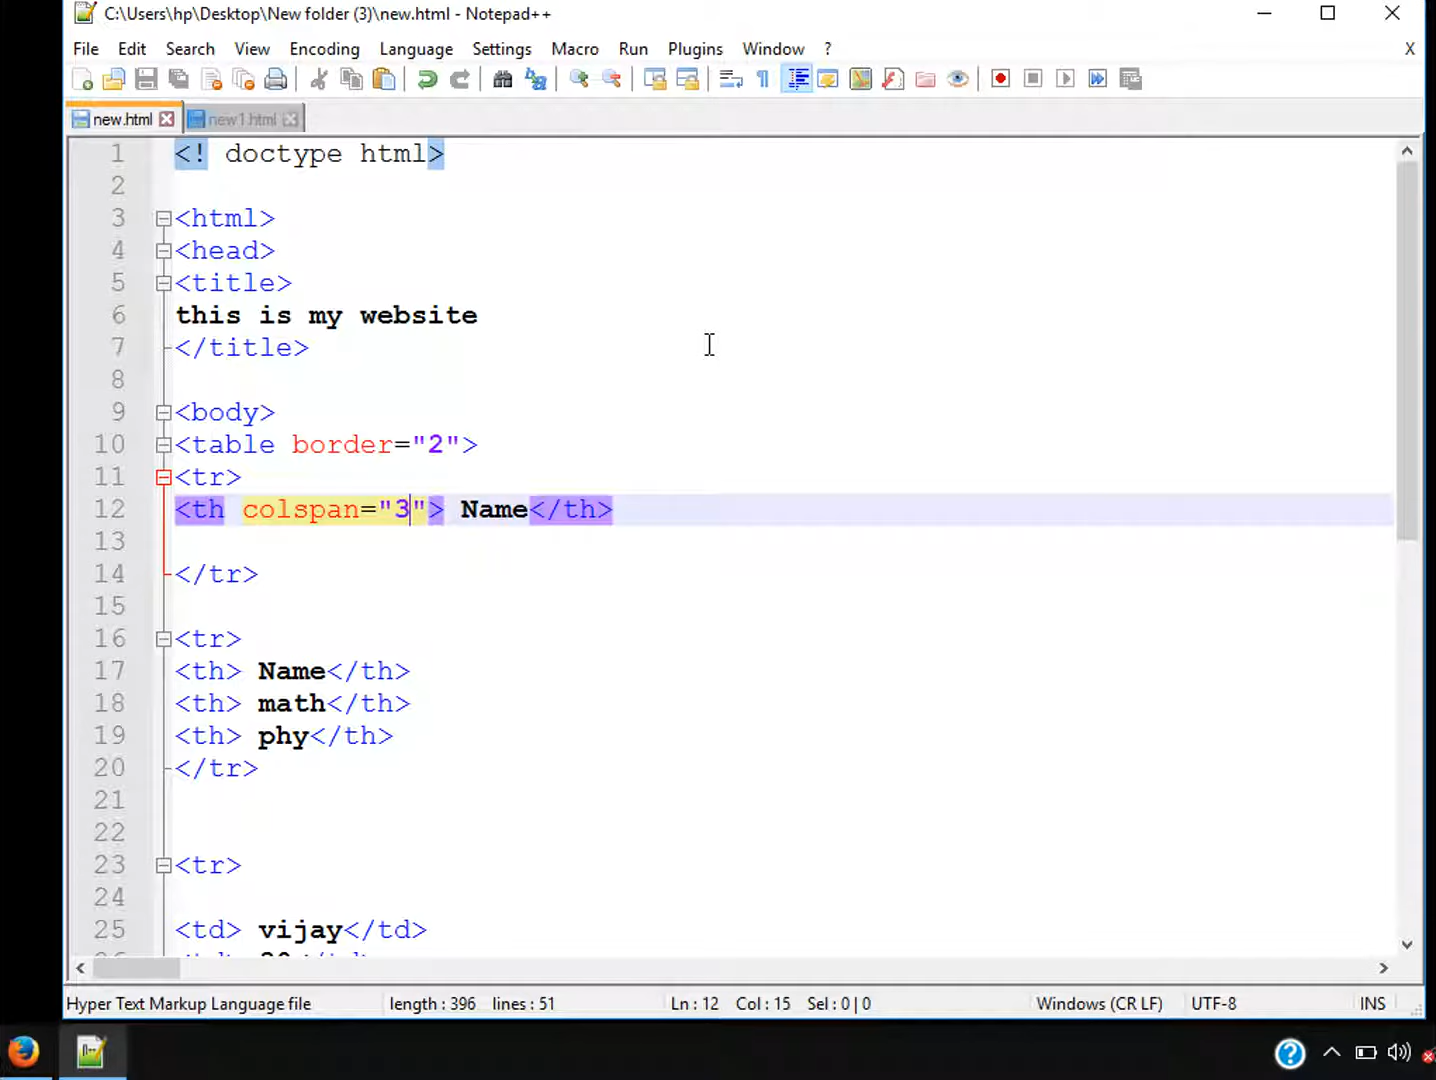 C:\Users\hp\Desktop\New folder (3)\new.html - Notepad++
File Edit Search View Encoding Language Settings Macro Run Plugins Window ? X
new.html new1.html
1 <! doctype html>
2
3 <html>
4 <head>
5 <title>
6 this is my website
7 </title>
8
9 <body>
10 <table border="2">
11 <tr>
12 <th colspan="3"> Name</th>
13
14 </tr>
15
16 <tr>
17 <th> Name</th>
18 <th> math</th>
19 <th> phy</th>
20 </tr>
21
22
23 <tr>
24
25 <td> vijay</td>
Hyper Text Markup Language file length : 396 lines : 51 Ln : 12 Col : 15 Sel : 0 | 0 Windows (CR LF) UTF-8 INS